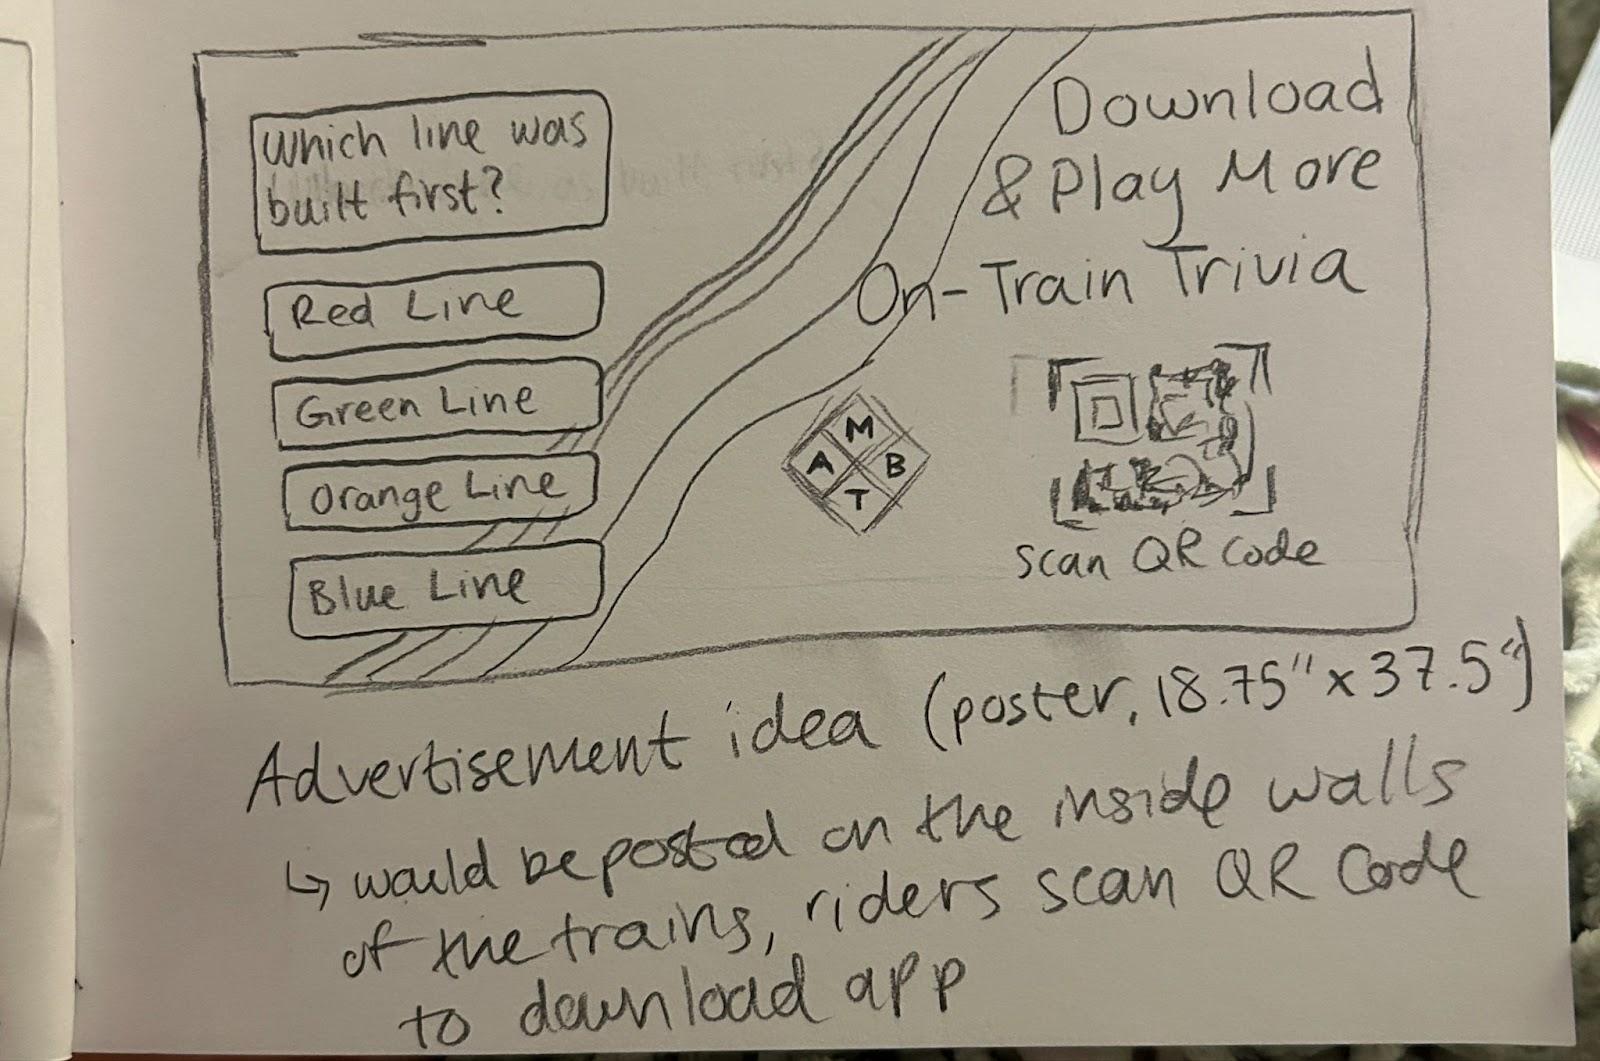 Which line was
built first?
Red Line
Green Line
Orange Line
Blue Line
Download
& Play More
On-Train Trivia
M
A B
T
scan QR code
Advertisement idea (poster, 18.75" x 37.5")
↳ would be posted on the inside walls
of the trains, riders scan QR Code
to download app